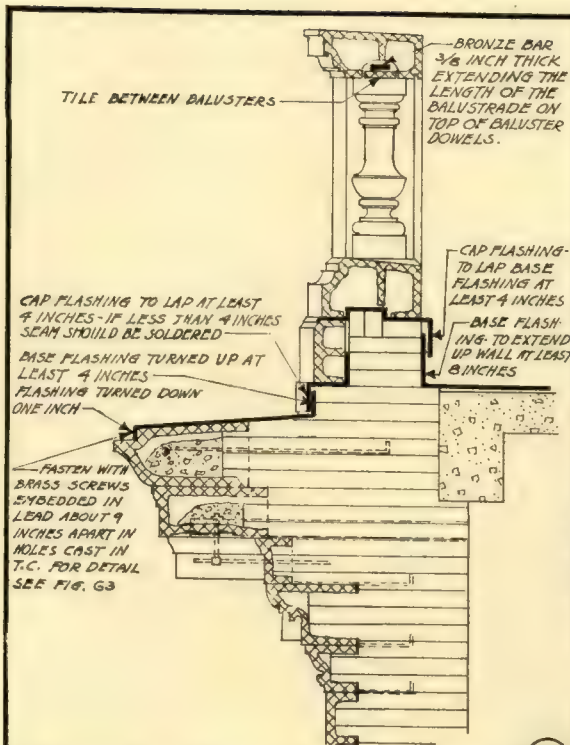 BRONZE BAR
3/8 INCH THICK
EXTENDING THE
LENGTH OF THE
BALUSTRADE ON
TOP OF BALUSTER
DOWELS.
TILE BETWEEN BALUSTERS
CAP FLASHING-
TO LAP BASE
FLASHING AT
LEAST 4 INCHES
BASE FLASH-
ING-TO EXTEND
UP WALL AT LEAST
8 INCHES
CAP FLASHING TO LAP AT LEAST
4 INCHES-IF LESS THAN 4 INCHES
SEAM SHOULD BE SOLDERED
BASE FLASHING TURNED UP AT
LEAST 4 INCHES
FLASHING TURNED DOWN
ONE INCH
FASTEN WITH
BRASS SCREWS
EMBEDDED IN
LEAD ABOUT 9
INCHES APART IN
HOLES CAST IN
T.C. FOR DETAIL
SEE FIG. G3